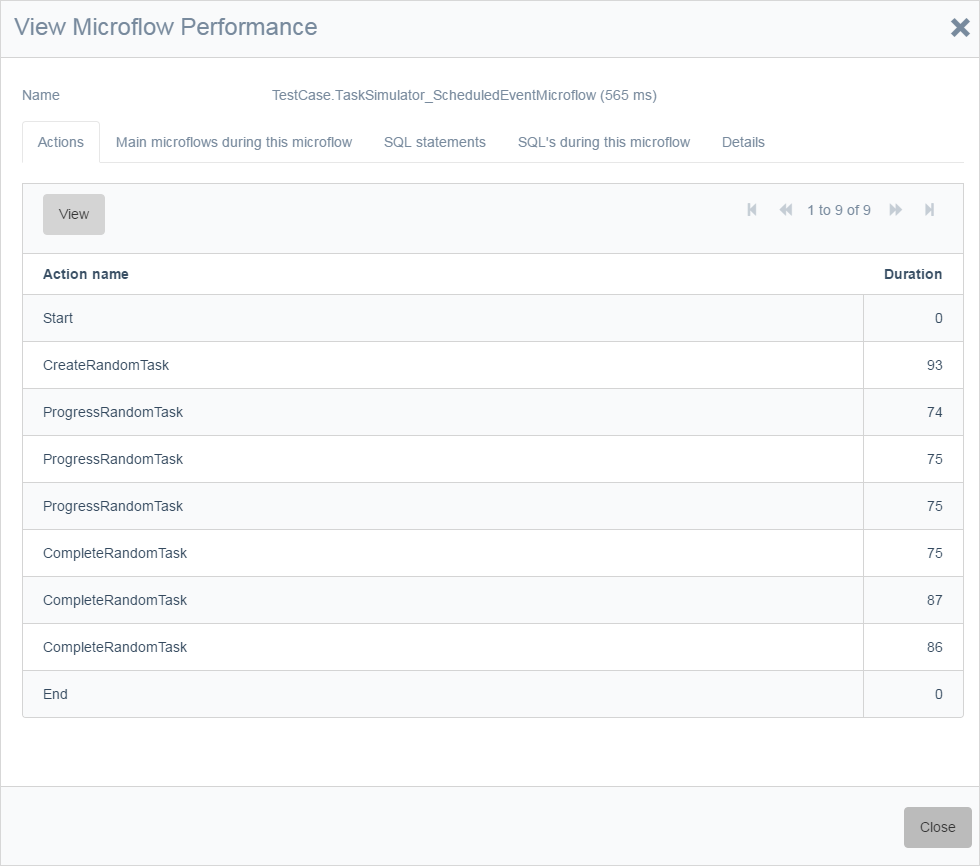 View Microflow Performance
Name TestCase.TaskSimulator_ScheduledEventMicroflow (565 ms)
Actions Main microflows during this microflow SQL statements SQL's during this microflow Details
View 1 to 9 of 9
Action name Duration
Start 0
CreateRandomTask 93
ProgressRandomTask 74
ProgressRandomTask 75
ProgressRandomTask 75
CompleteRandomTask 75
CompleteRandomTask 87
CompleteRandomTask 86
End 0
Close